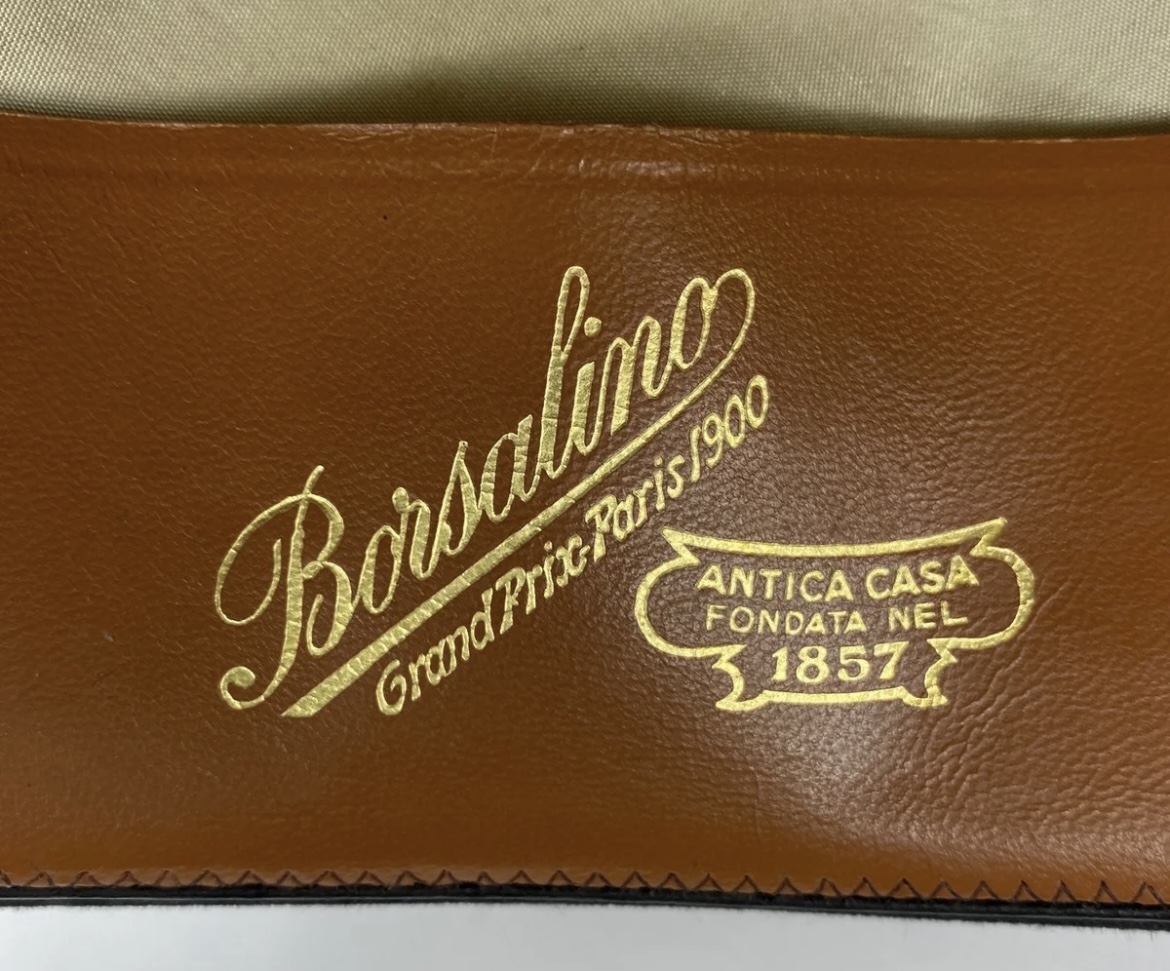 Borsalino
Grand Prix-Paris 1900
ANTICA CASA
FONDATA NEL
1857